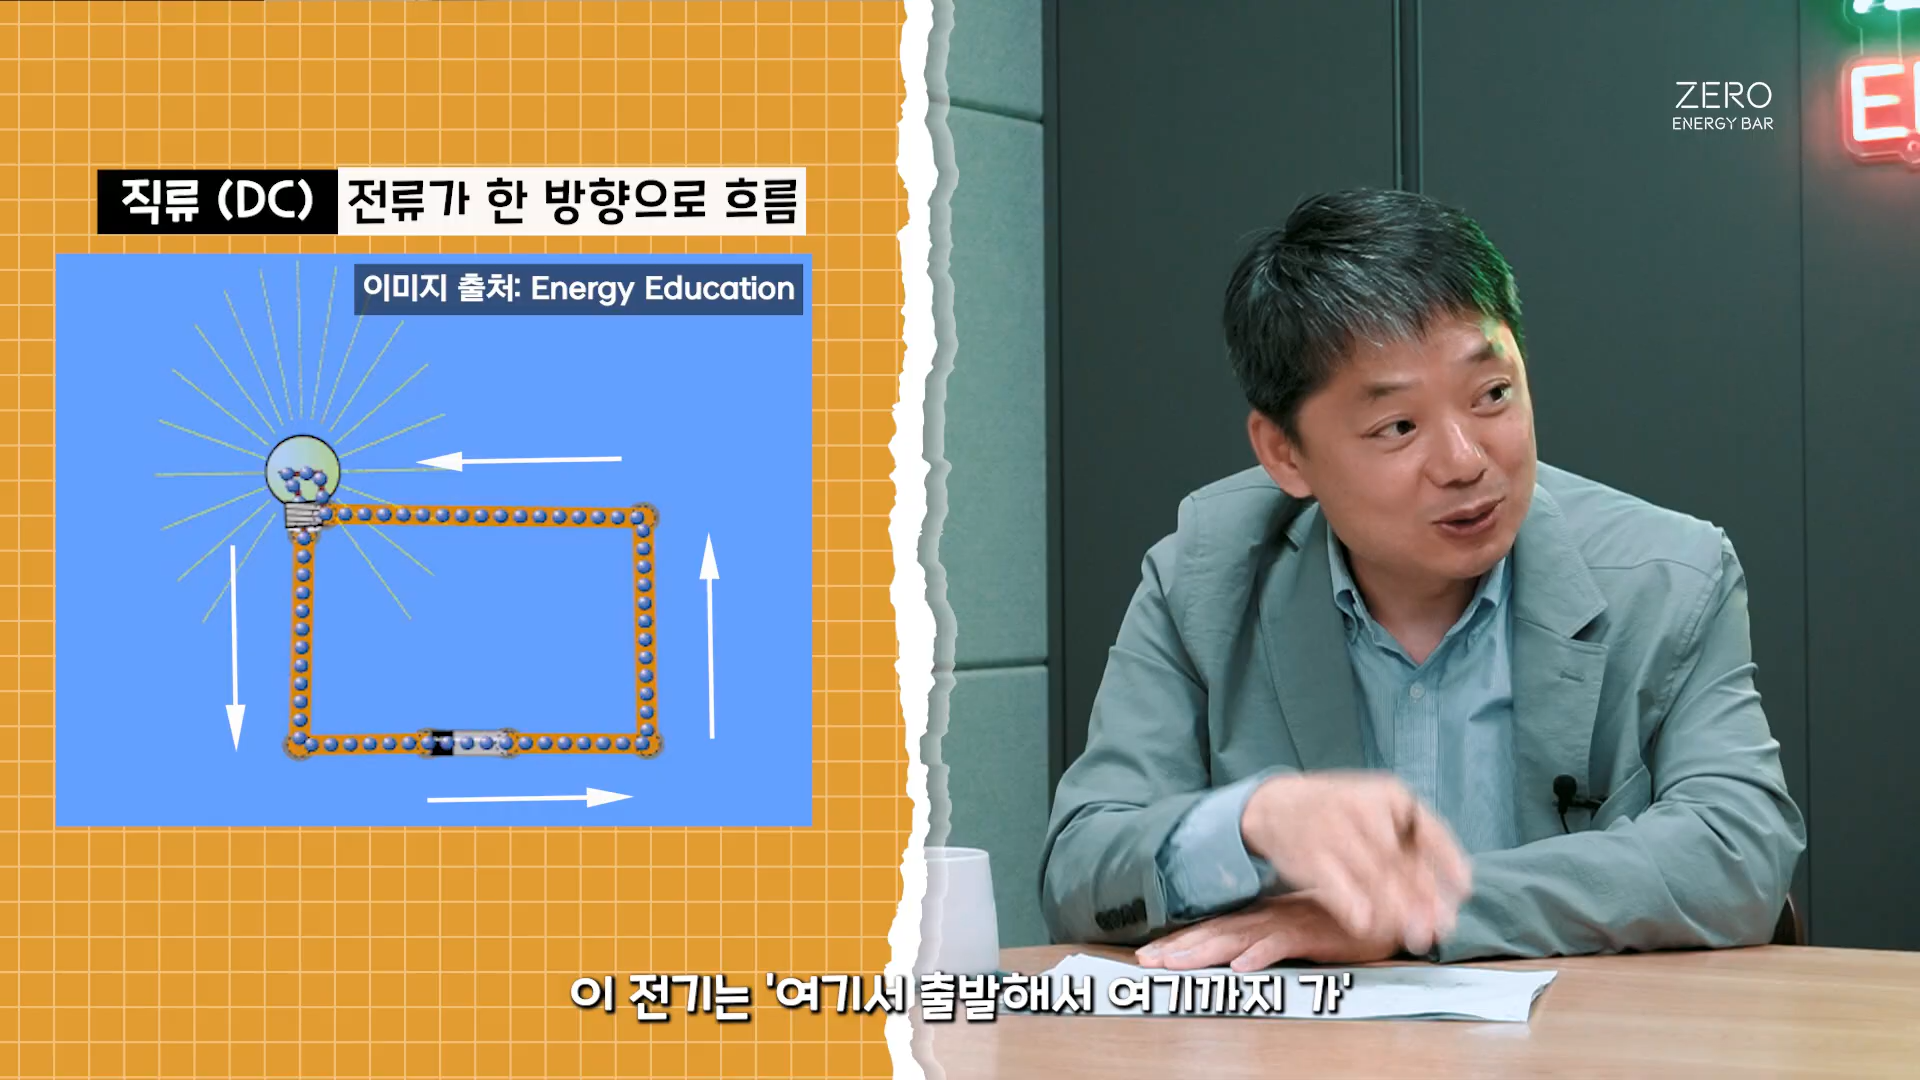 직류 (DC) 전류가 한 방향으로 흐름
이미지 출처: Energy Education
ZERO
ENERGY BAR
이 전기는 '여기서 출발해서 여기까지 가'